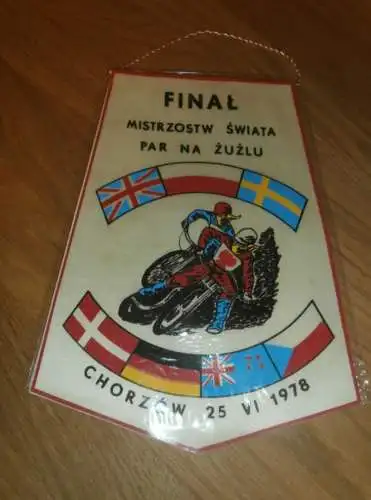 FINAŁ
MISTRZOSTW ŚWIATA
PAR NA ŻUŻLU
CHORZÓW 25 VI 1978